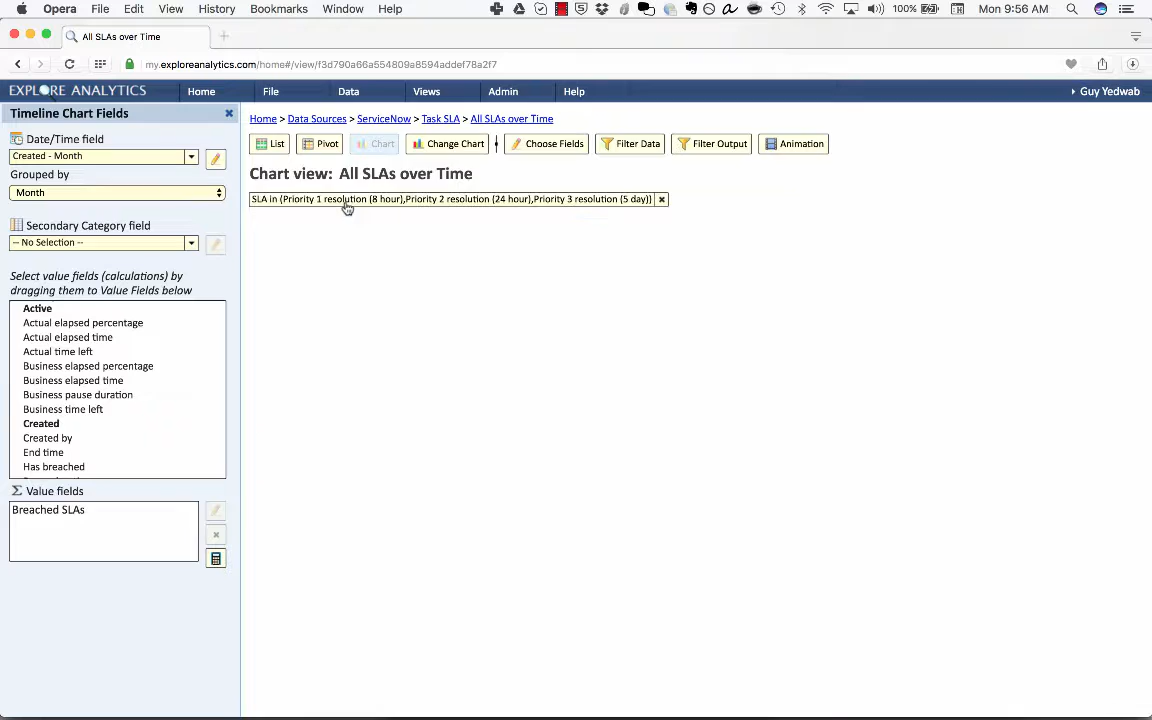 Opera File Edit View History Bookmarks Window Help 100% Mon 9:56 AM
All SLAs over Time
my.exploreanalytics.com/home#/view/f3d790a66a554809a8594addef78a2f7
EXPLORE ANALYTICS Home File Data Views Admin Help Guy Yedwab
Timeline Chart Fields
Home > Data Sources > ServiceNow > Task SLA > All SLAs over Time
Date/Time field
List Pivot Chart Change Chart Choose Fields Filter Data Filter Output Animation
Created - Month
Grouped by
Chart view: All SLAs over Time
Month
SLA in (Priority 1 resolution (8 hour),Priority 2 resolution (24 hour),Priority 3 resolution (5 day))
Secondary Category field
-- No Selection --
Select value fields (calculations) by
dragging them to Value Fields below
Active
Actual elapsed percentage
Actual elapsed time
Actual time left
Business elapsed percentage
Business elapsed time
Business pause duration
Business time left
Created
Created by
End time
Has breached
Σ Value fields
Breached SLAs